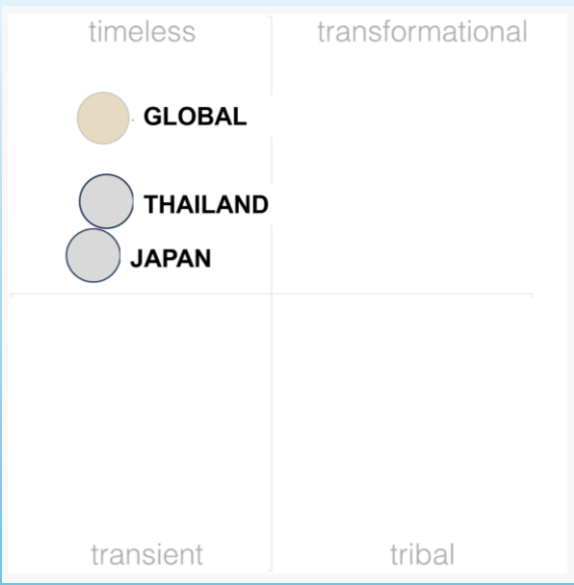 timeless
transformational
GLOBAL
THAILAND
JAPAN
transient
tribal